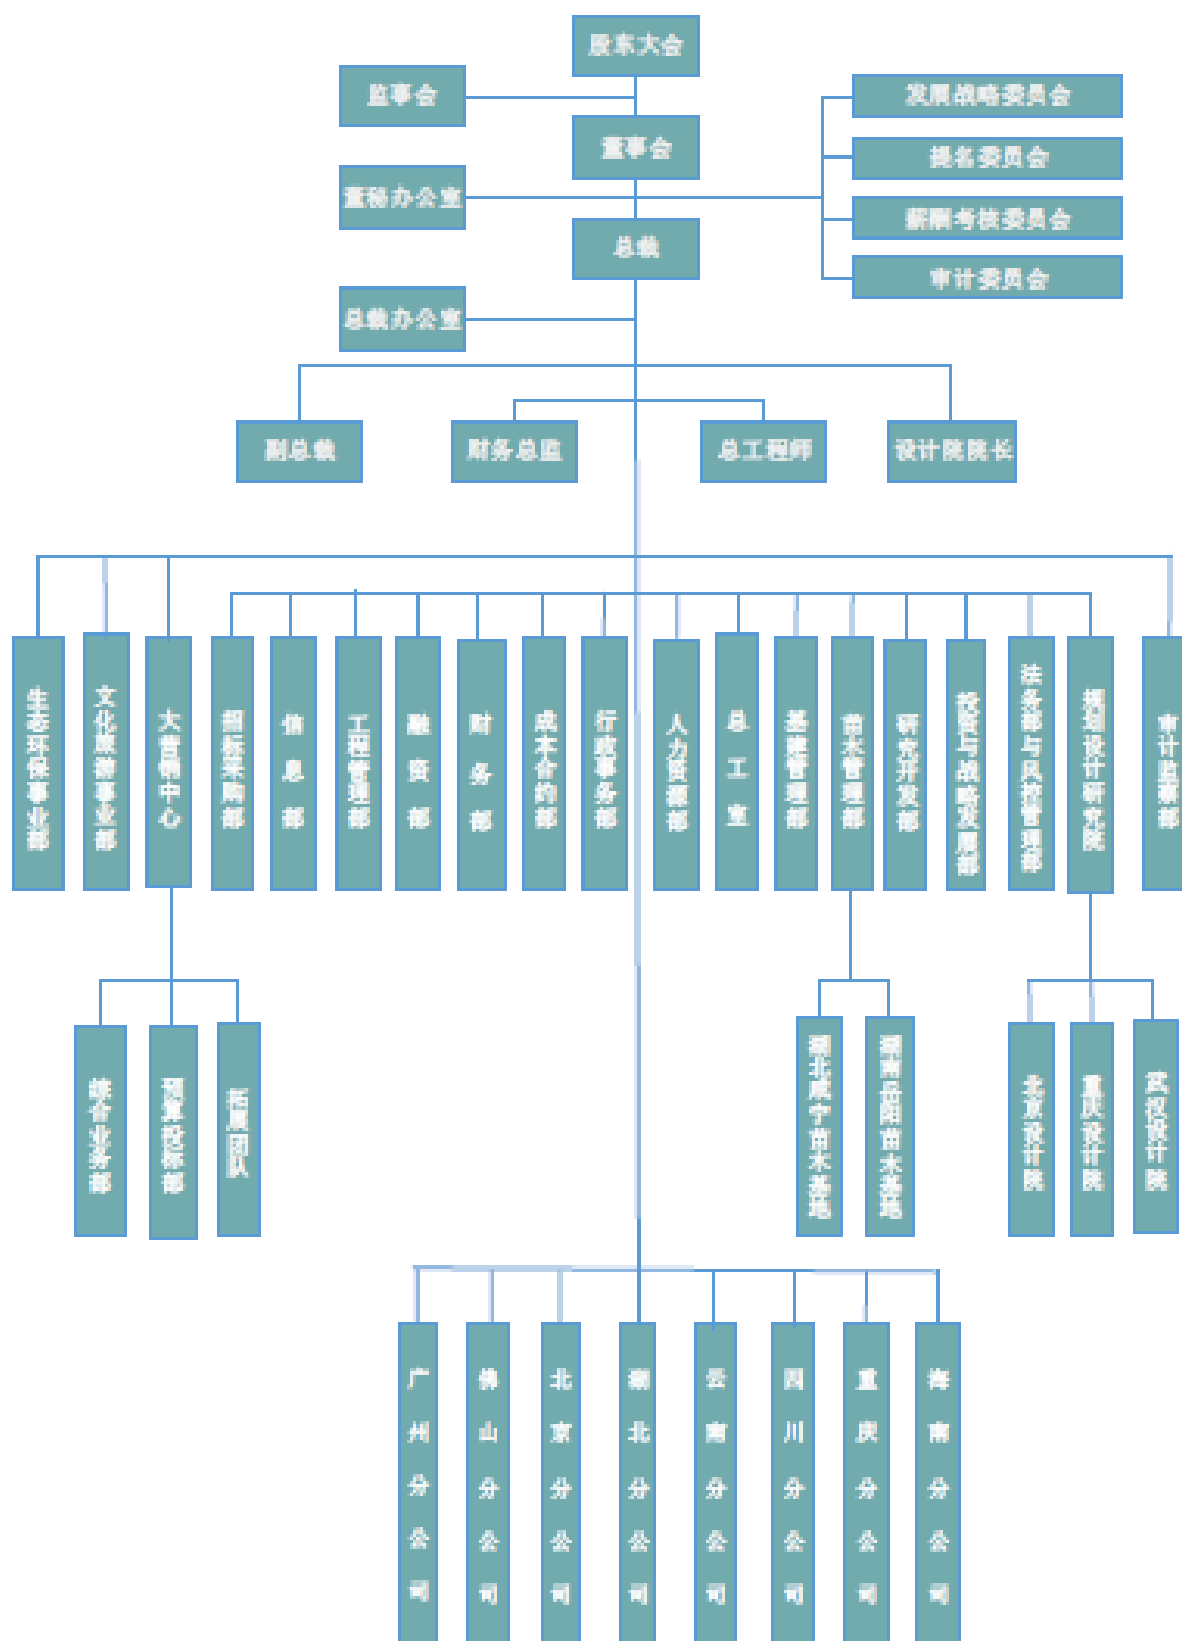 股东大会
监事会
发展战略委员会
董事会
提名委员会
董秘办公室
薪酬考核委员会
总裁
审计委员会
总裁办公室
副总裁
财务总监
总工程师
设计院院长
生态环保事业部
文化旅游事业部
大营销中心
招标采购部
信息部
工程管理部
融资部
财务部
成本合约部
行政事务部
人力资源部
总工室
基建管理部
苗木管理部
研究开发部
投资与战略发展部
法务部与风控管理部
规划设计研究院
审计监察部
综合业务部
预算投标部
拓展团队
湖北咸宁苗木基地
湖南岳阳苗木基地
北京设计院
重庆设计院
武汉设计院
广州分公司
佛山分公司
北京分公司
湖北分公司
云南分公司
四川分公司
重庆分公司
海南分公司